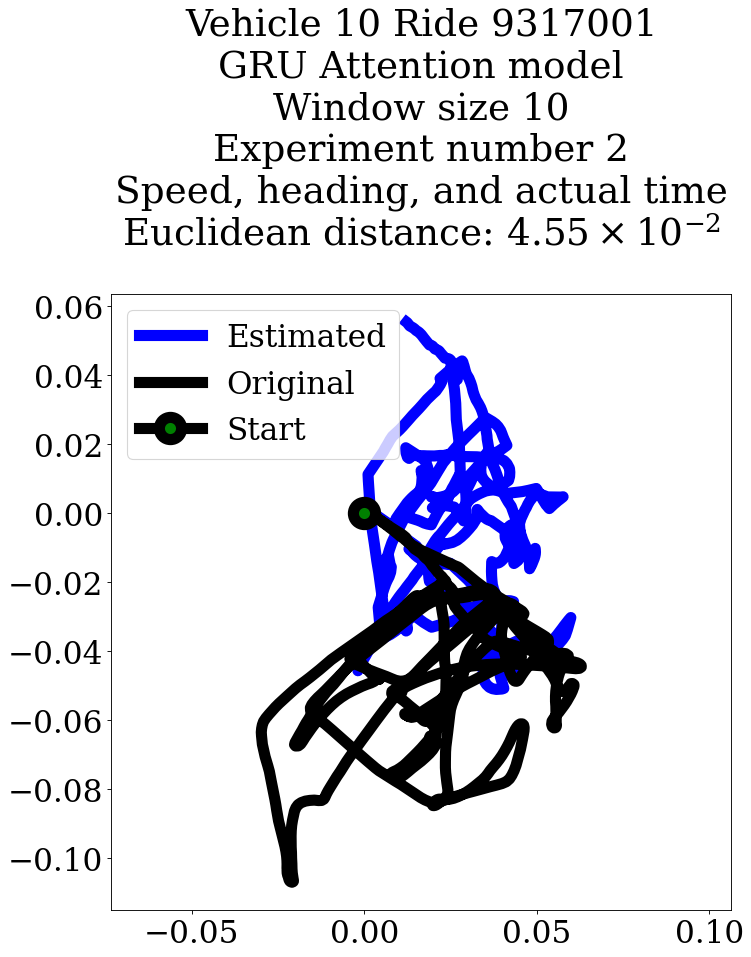 Vehicle 10 Ride 9317001
GRU Attention model
Window size 10
Experiment number 2
Speed, heading, and actual time
Euclidean distance: 4.55 × 10⁻²
0.06
0.04
0.02
0.00
−0.02
−0.04
−0.06
−0.08
−0.10
Estimated
Original
Start
−0.05 0.00 0.05 0.10